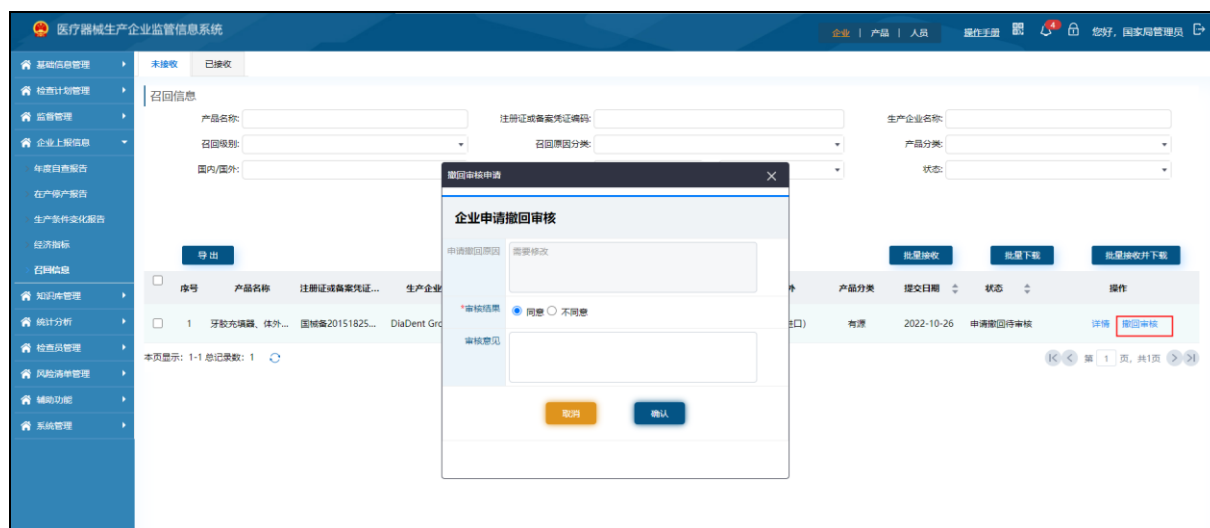 医疗器械生产企业监管信息系统
企业 | 产品 | 人员 操作手册 4 您好，国家局管理员
基础信息管理
检查计划管理
监督管理
企业上报信息
年度自查报告
在产停产报告
生产条件变化报告
经济指标
召回信息
知识库管理
统计分析
检查员管理
风险清单管理
辅助功能
系统管理
未接收 已接收
召回信息
产品名称: 注册证或备案凭证编码: 生产企业名称:
召回级别: 召回原因分类: 产品分类:
国内/国外: 状态:
导出 批量接收 批量下载 批量接收并下载
序号 产品名称 注册证或备案凭证... 生产企业 外 产品分类 提交日期 状态 操作
1 牙胶充填器、体外... 国械备20151825... DiaDent Gro 进口) 有源 2022-10-26 申请撤回待审核 详情 撤回审核
本页显示: 1-1 总记录数: 1 第 1 页, 共1页
撤回审核申请
企业申请撤回审核
申请撤回原因 需要修改
*审核结果 同意 不同意
审核意见
取消 确认